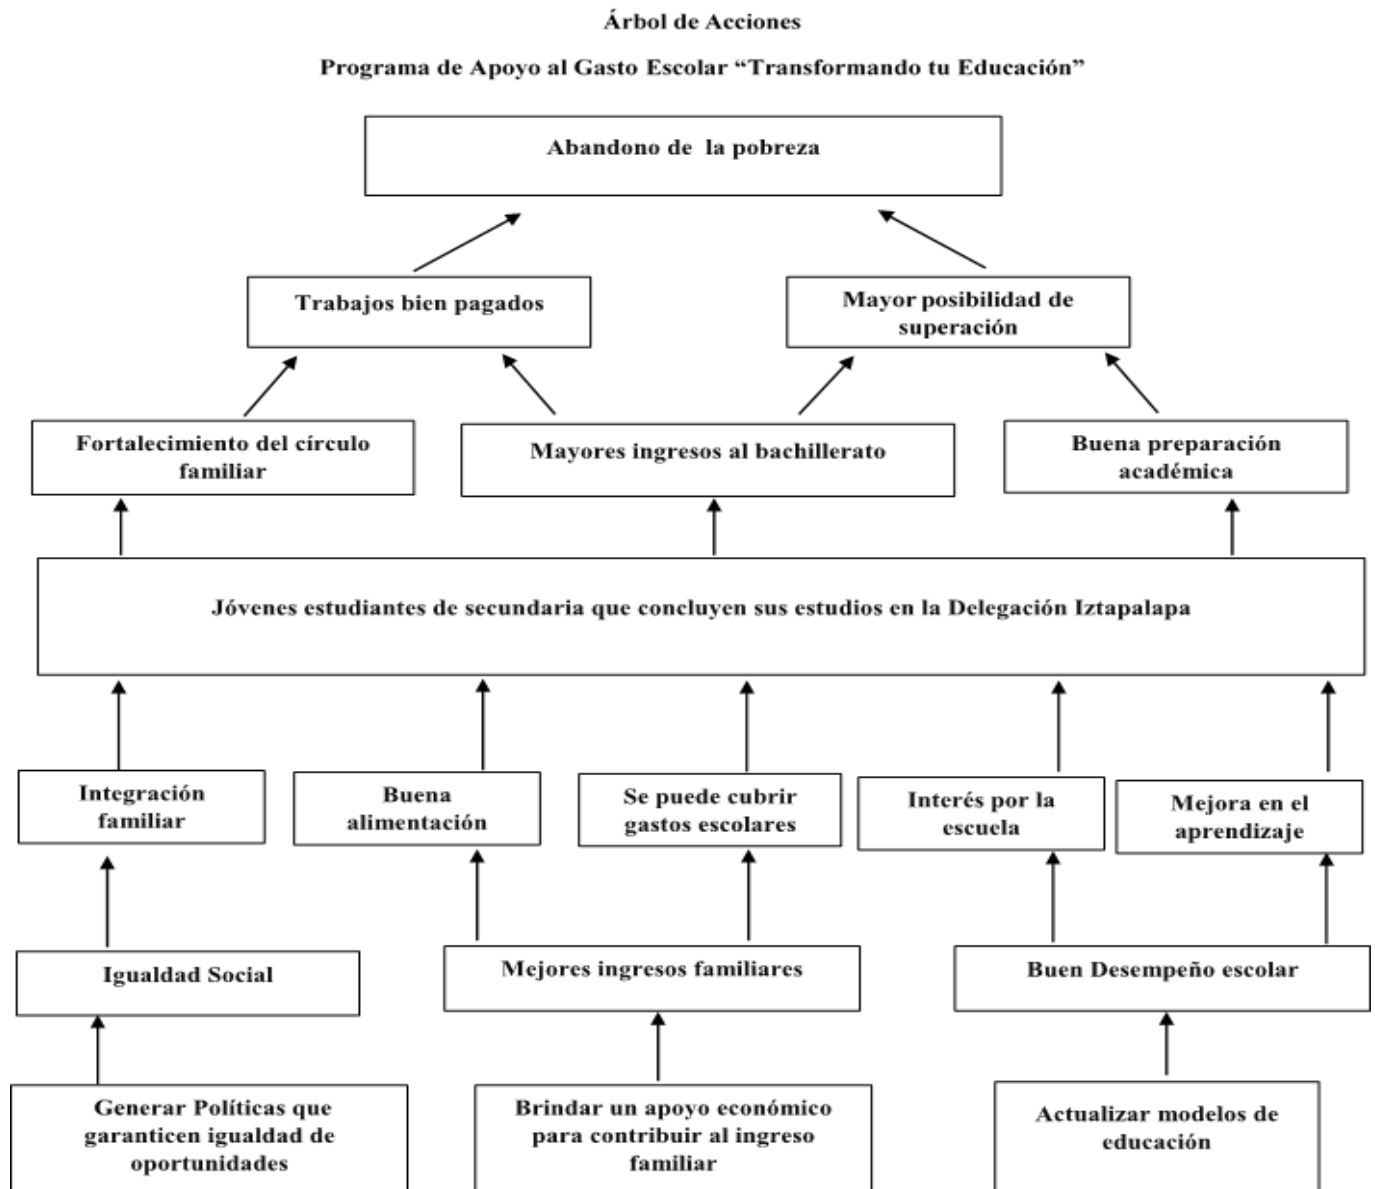 Árbol de Acciones
Programa de Apoyo al Gasto Escolar “Transformando tu Educación”
Abandono de la pobreza
Trabajos bien pagados
Mayor posibilidad de
superación
Fortalecimiento del círculo
familiar
Mayores ingresos al bachillerato
Buena preparación
académica
Jóvenes estudiantes de secundaria que concluyen sus estudios en la Delegación Iztapalapa
Integración
familiar
Buena
alimentación
Se puede cubrir
gastos escolares
Interés por la
escuela
Mejora en el
aprendizaje
Igualdad Social
Mejores ingresos familiares
Buen Desempeño escolar
Generar Políticas que
garanticen igualdad de
oportunidades
Brindar un apoyo económico
para contribuir al ingreso
familiar
Actualizar modelos de
educación